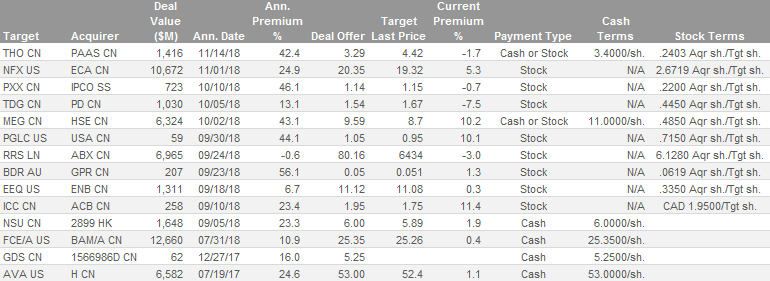 Deal Ann. Target Current Cash
Value Premium Premium
Target Acquirer ($M) Ann. Date % Deal Offer Last Price % Payment Type Terms Stock Terms
THO CN PAAS CN 1,416 11/14/18 42.4 3.29 4.42 -1.7 Cash or Stock 3.4000/sh. .2403 Aqr sh./Tgt sh.
NFX US ECA CN 10,672 11/01/18 24.9 20.35 19.32 5.3 Stock N/A 2.6719 Aqr sh./Tgt sh.
PXX CN IPCO SS 723 10/10/18 46.1 1.14 1.15 -0.7 Stock N/A .2200 Aqr sh./Tgt sh.
TDG CN PD CN 1,030 10/05/18 13.1 1.54 1.67 -7.5 Stock N/A .4450 Aqr sh./Tgt sh.
MEG CN HSE CN 6,324 10/02/18 43.1 9.59 8.7 10.2 Cash or Stock 11.0000/sh. .4850 Aqr sh./Tgt sh.
PGLC US USA CN 59 09/30/18 44.1 1.05 0.95 10.1 Stock N/A .7150 Aqr sh./Tgt sh.
RRS LN ABX CN 6,965 09/24/18 -0.6 80.16 6434 -3.0 Stock N/A 6.1280 Aqr sh./Tgt sh.
BDR AU GPR CN 207 09/23/18 56.1 0.05 0.051 1.3 Stock N/A .0619 Aqr sh./Tgt sh.
EEQ US ENB CN 1,311 09/18/18 6.7 11.12 11.08 0.3 Stock N/A .3350 Aqr sh./Tgt sh.
ICC CN ACB CN 258 09/10/18 23.4 1.95 1.75 11.4 Stock N/A CAD 1.9500/Tgt sh.
NSU CN 2899 HK 1,648 09/05/18 23.3 6.00 5.89 1.9 Cash 6.0000/sh.
FCE/A US BAM/A CN 12,660 07/31/18 10.9 25.35 25.26 0.4 Cash 25.3500/sh.
GDS CN 1566986D CN 62 12/27/17 16.0 5.25 Cash 5.2500/sh.
AVA US H CN 6,582 07/19/17 24.6 53.00 52.4 1.1 Cash 53.0000/sh.